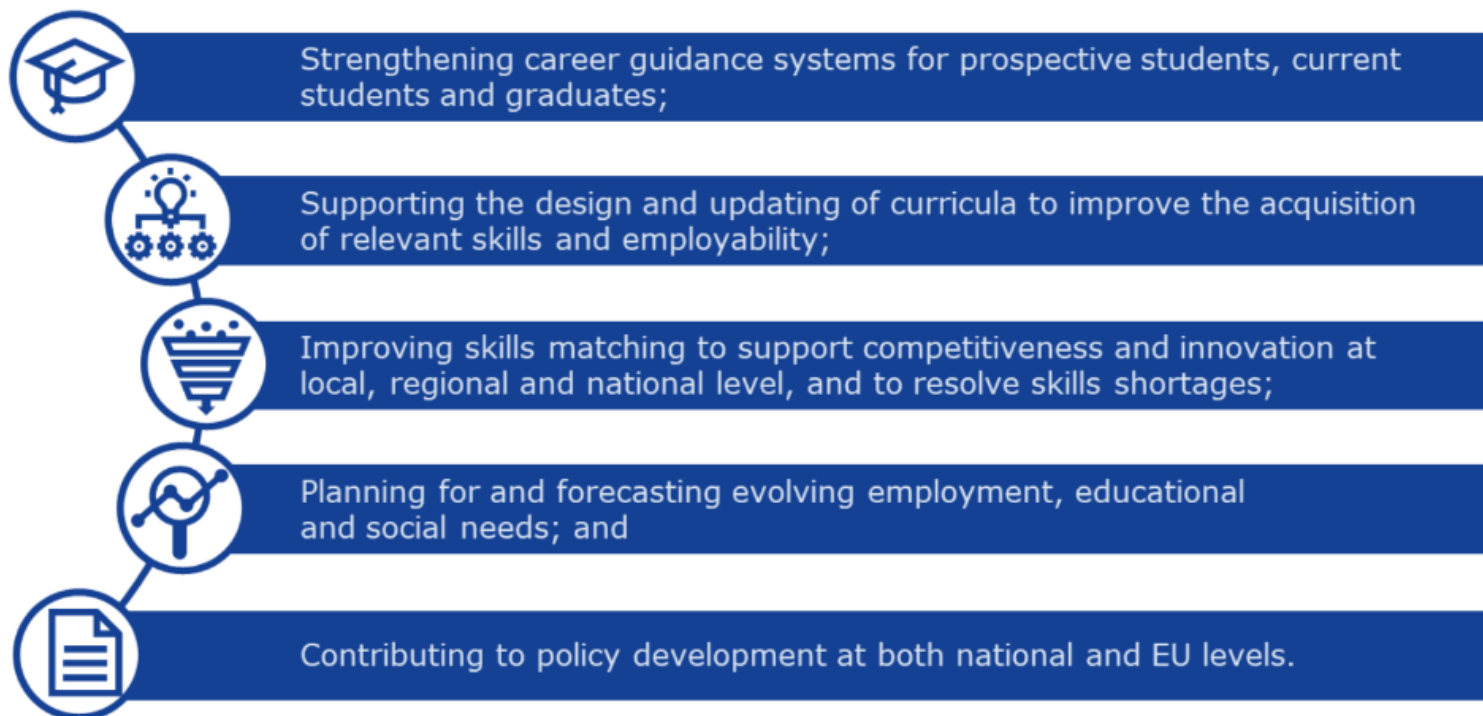 Strengthening career guidance systems for prospective students, current
students and graduates;
Supporting the design and updating of curricula to improve the acquisition
of relevant skills and employability;
Improving skills matching to support competitiveness and innovation at
local, regional and national level, and to resolve skills shortages;
Planning for and forecasting evolving employment, educational
and social needs; and
Contributing to policy development at both national and EU levels.